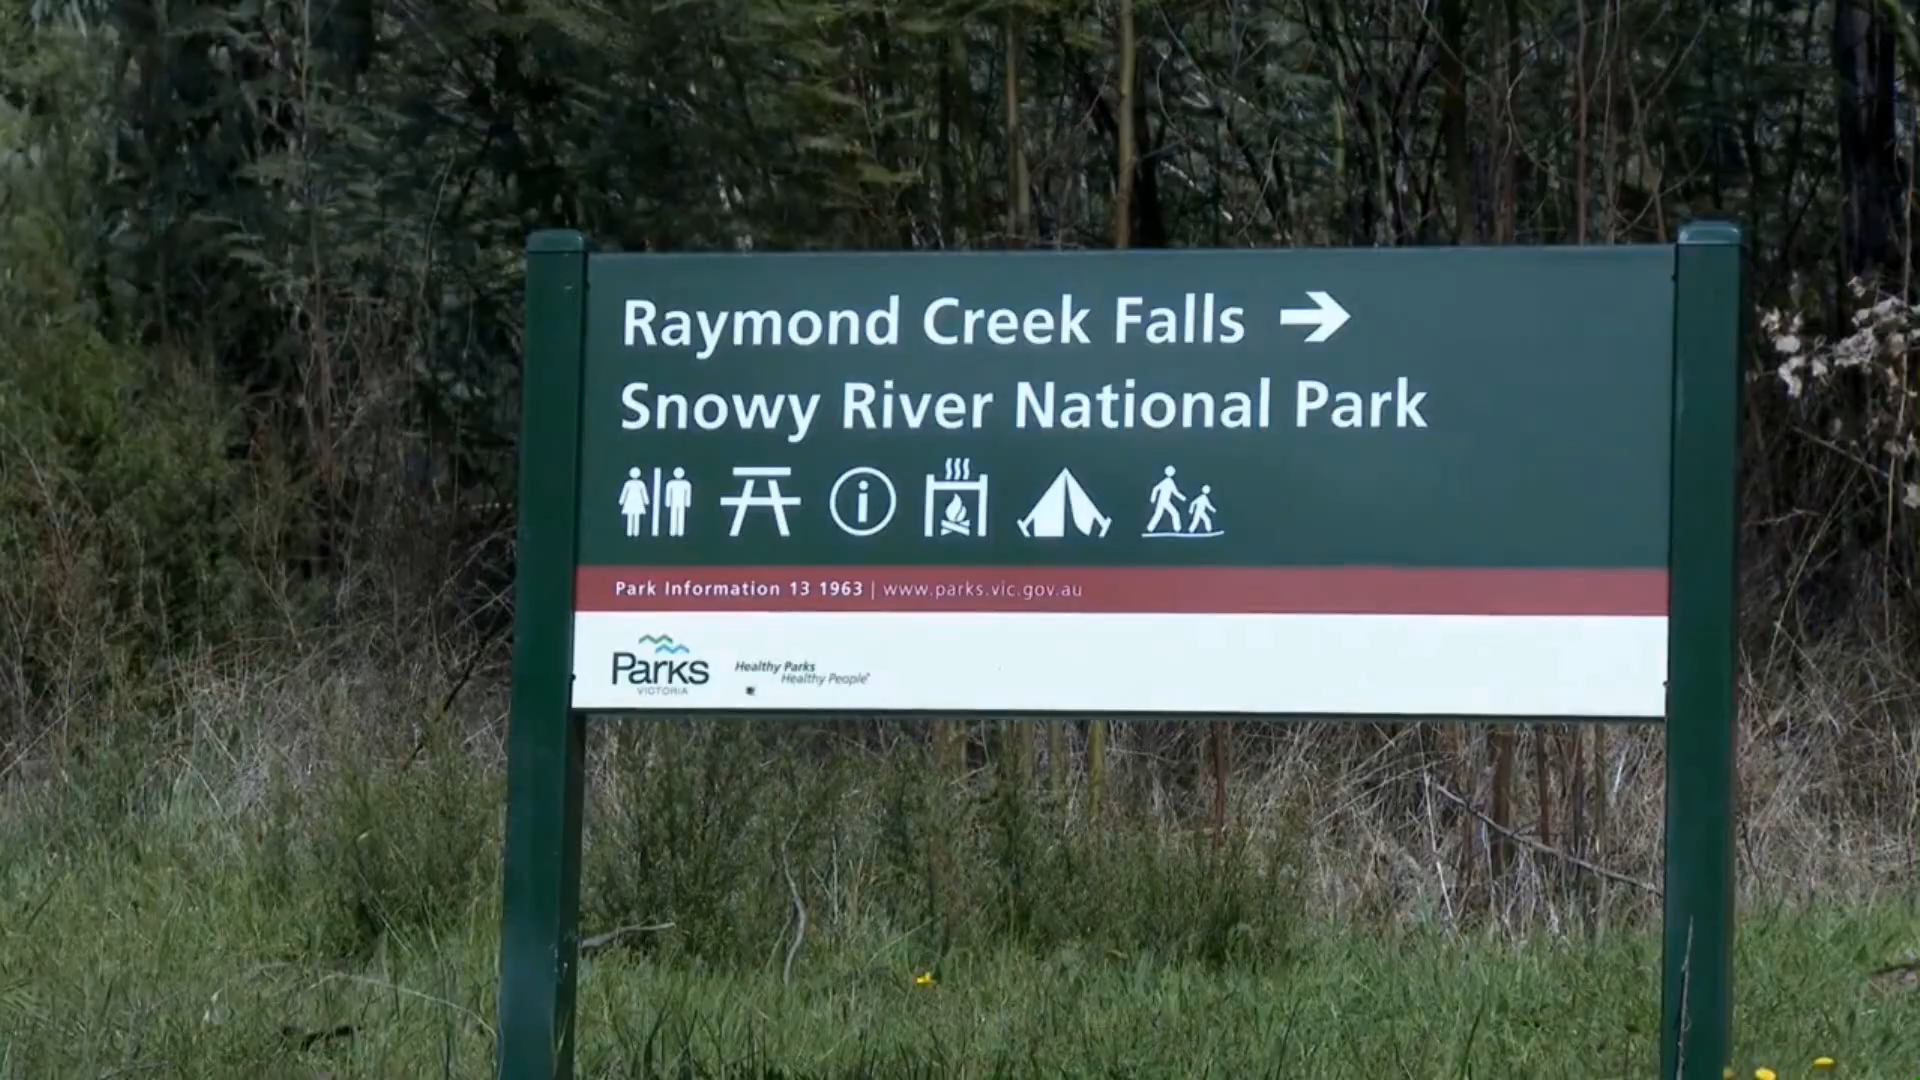 Raymond Creek Falls →
Snowy River National Park
Park Information 13 1963 | www.parks.vic.gov.au
Parks
VICTORIA
Healthy Parks
Healthy People®